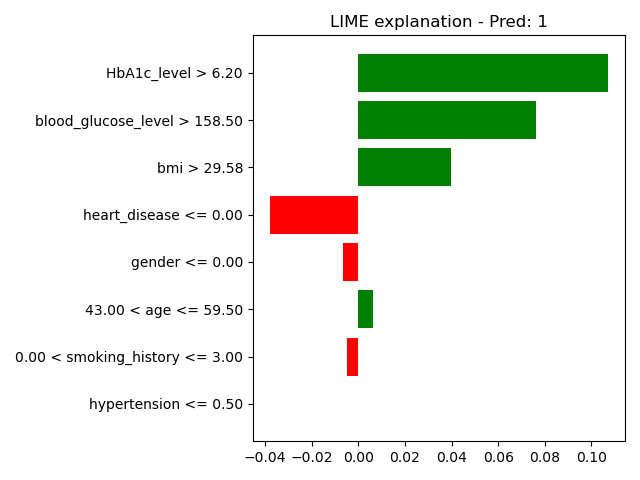 LIME explanation - Pred: 1
HbA1c_level > 6.20
blood_glucose_level > 158.50
bmi > 29.58
heart_disease <= 0.00
gender <= 0.00
43.00 < age <= 59.50
0.00 < smoking_history <= 3.00
hypertension <= 0.50
−0.04 −0.02 0.00 0.02 0.04 0.06 0.08 0.10